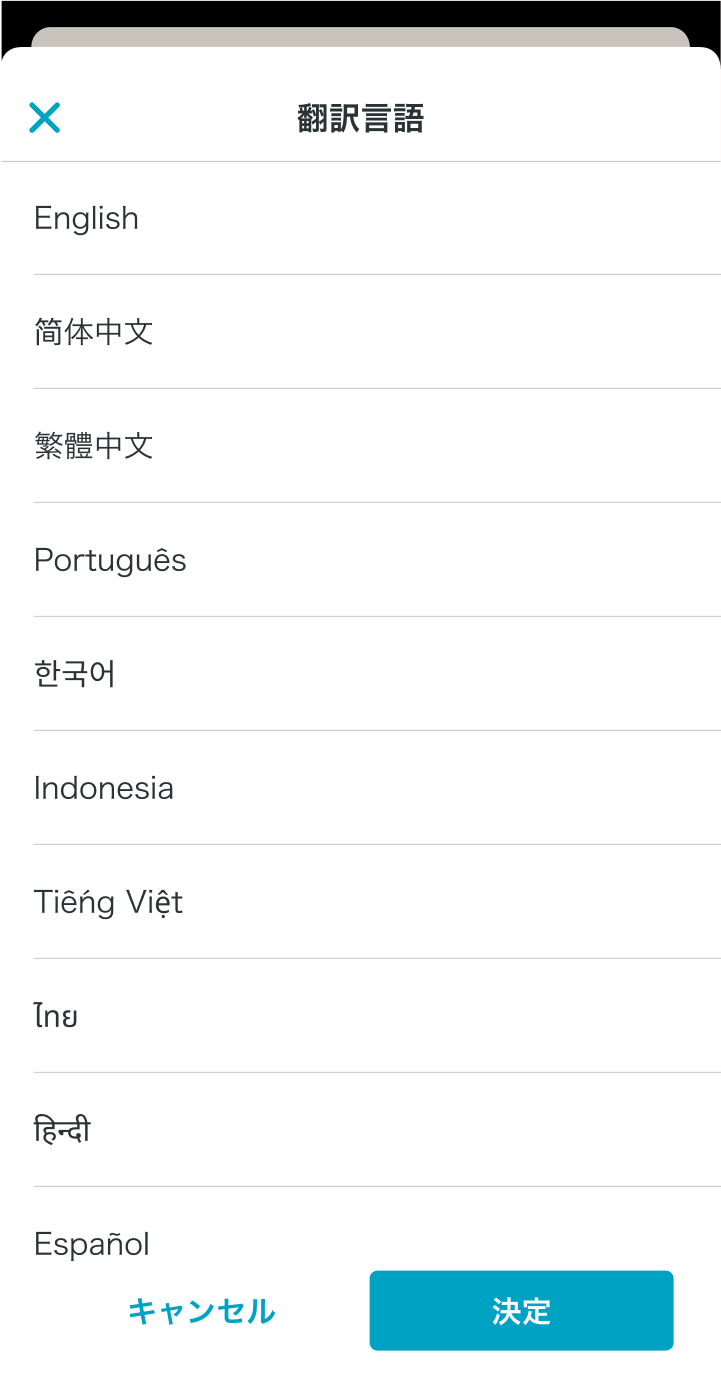 翻訳言語
English
简体中文
繁體中文
Português
한국어
Indonesia
Tiếng Việt
ไทย
हिन्दी
Español
キャンセル
決定